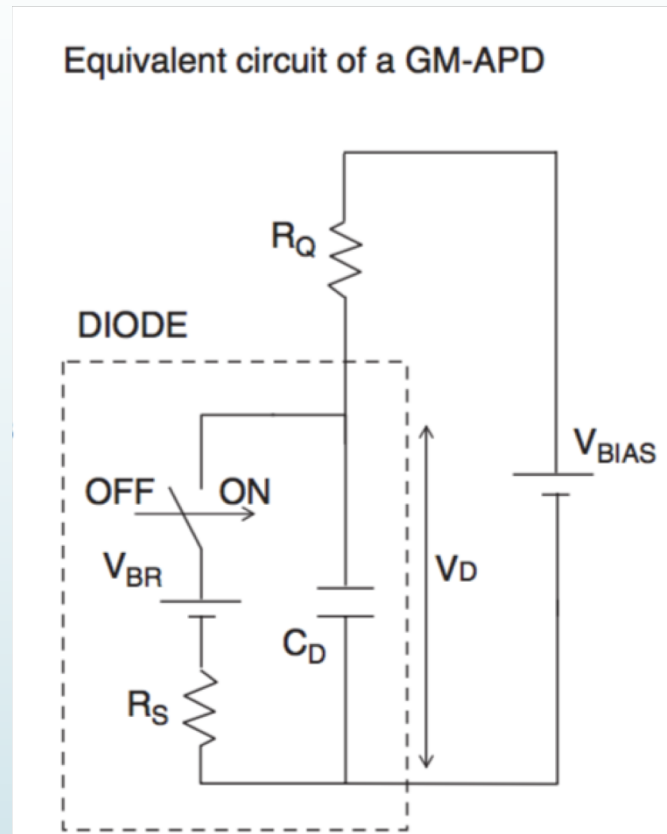 Equivalent circuit of a GM-APD
RQ
DIODE
OFF ON
VBIAS
VBR
VD
CD
RS